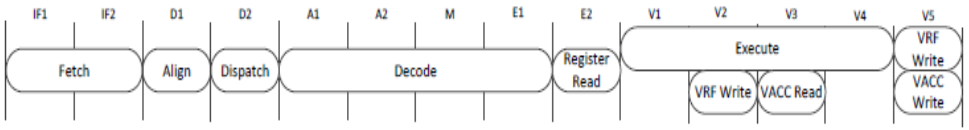 IF1 IF2 D1 D2 A1 A2 M E1 E2 V1 V2 V3 V4 V5
Fetch Align Dispatch Decode Register Read Execute VRF Write
VRF Write VACC Read VACC Write